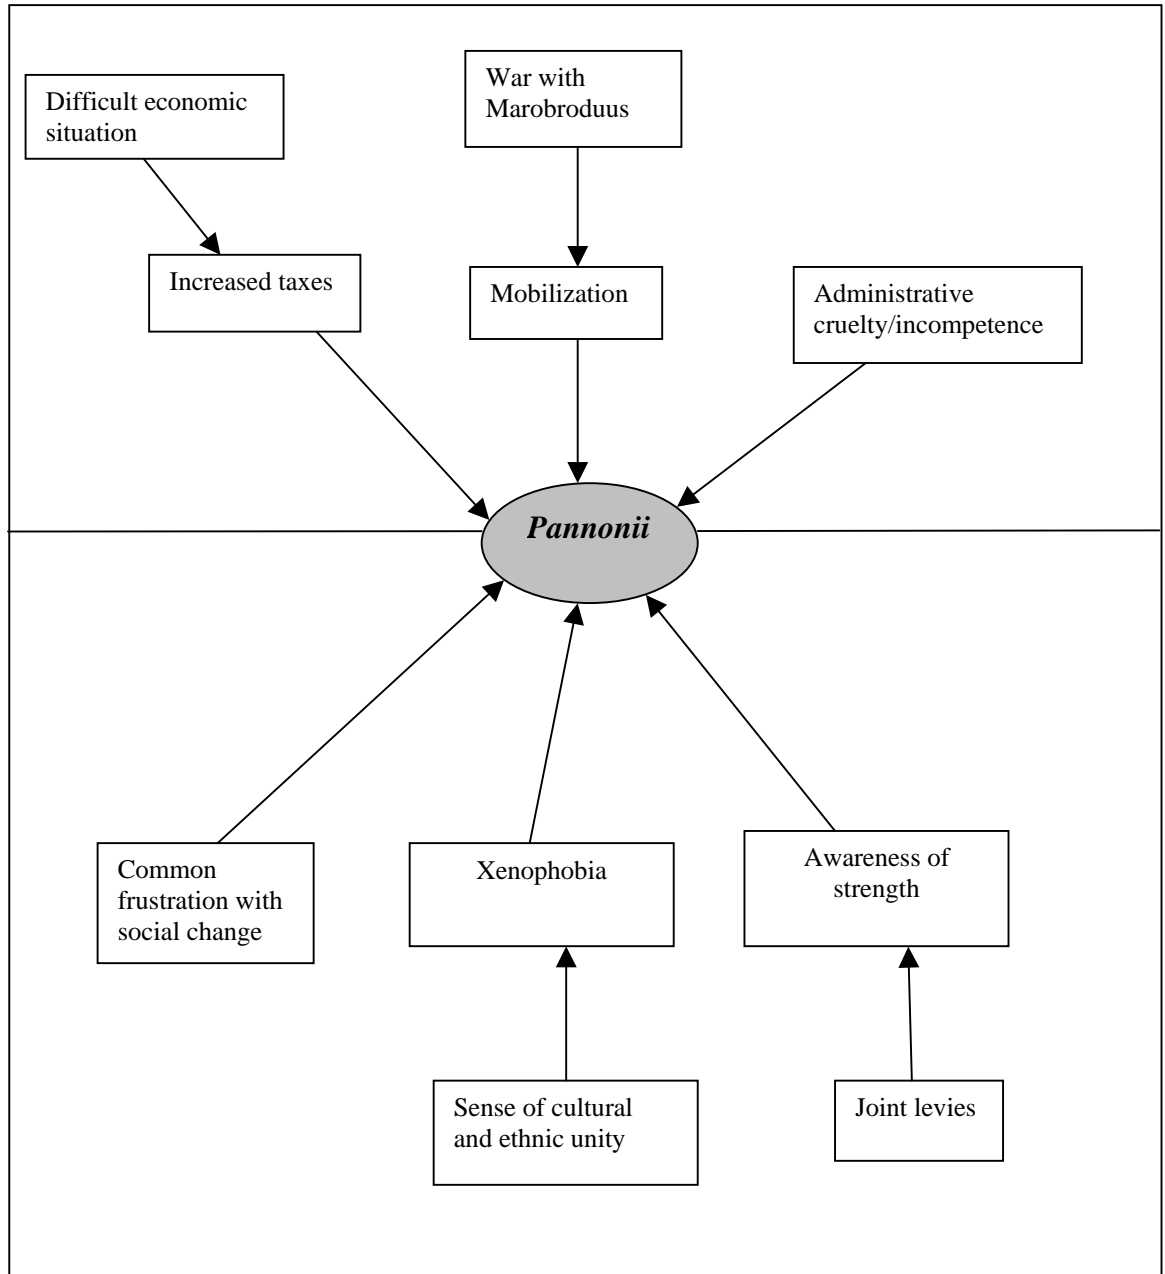 Difficult economic
situation
War with
Marobroduus
Increased taxes
Mobilization
Administrative
cruelty/incompetence
Pannonii
Common
frustration with
social change
Xenophobia
Awareness of
strength
Sense of cultural
and ethnic unity
Joint levies